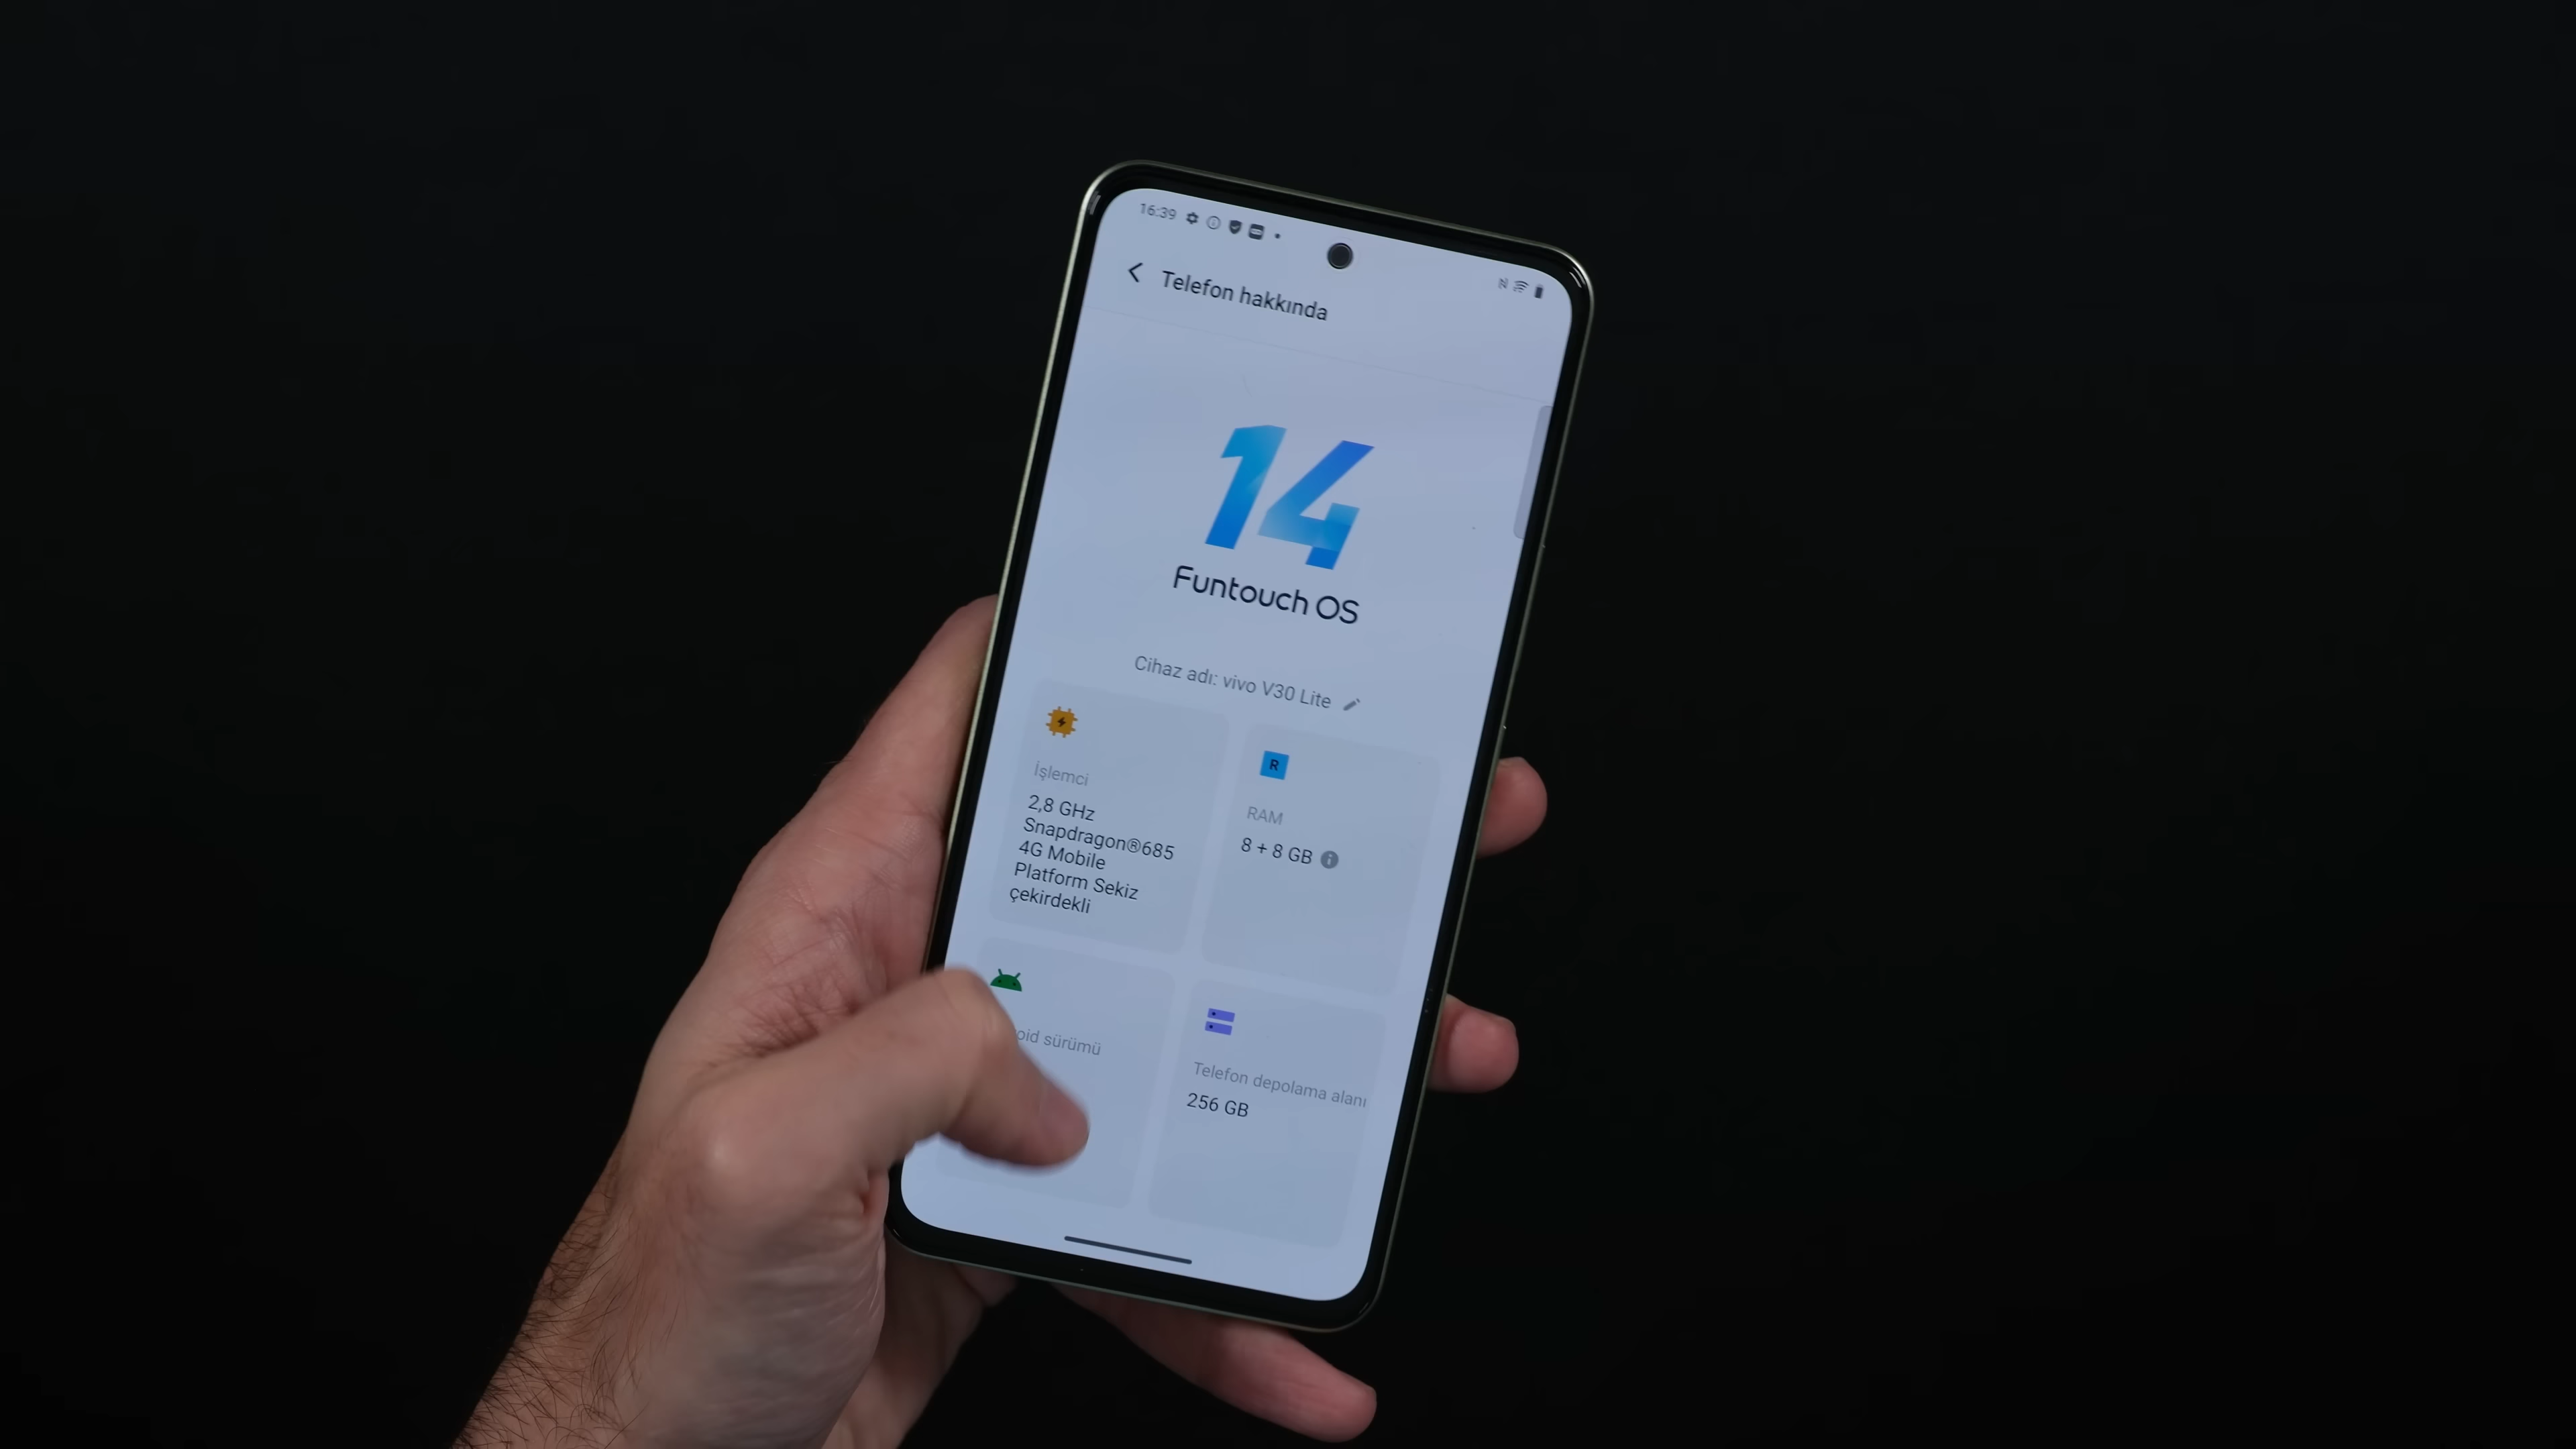 16:39
Telefon hakkında
14
Funtouch OS
Cihaz adı: vivo V30 Lite
İşlemci
2,8 GHz
Snapdragon®685
4G Mobile
Platform Sekiz
çekirdekli
R
RAM
8 + 8 GB
sürümü
Telefon depolama alanı
256 GB